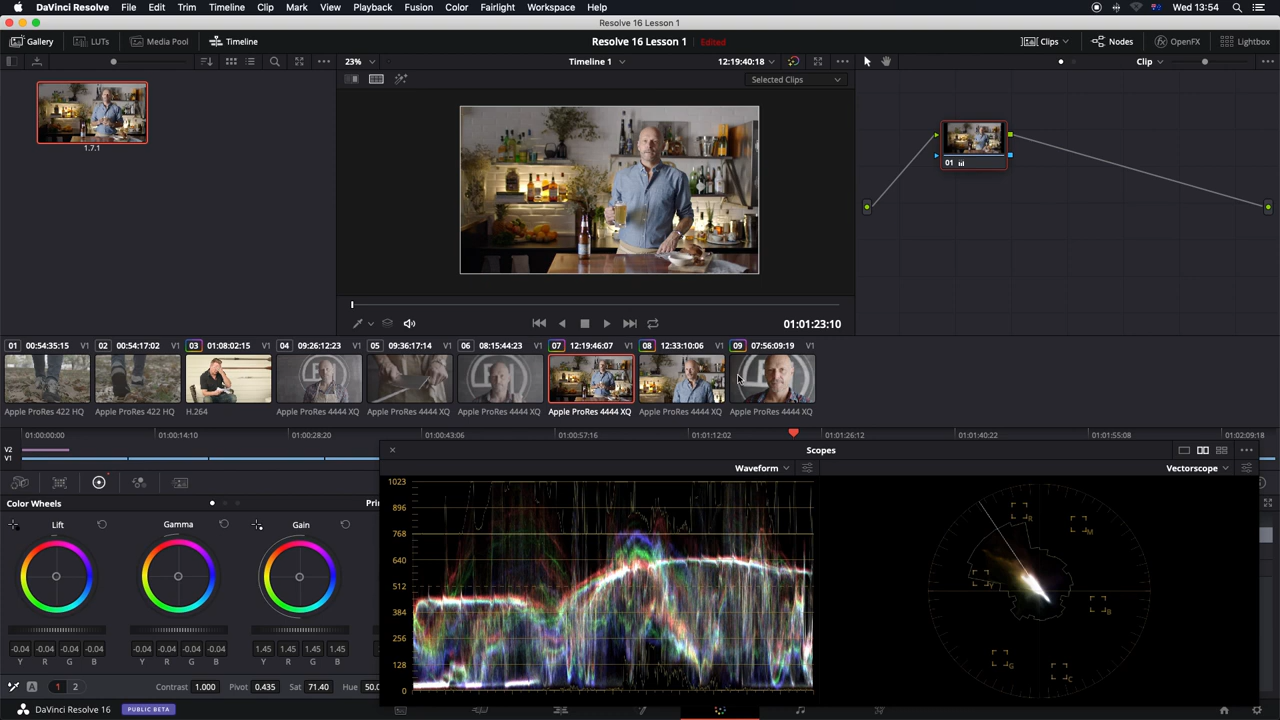 DaVinci Resolve File Edit Trim Timeline Clip Mark View Playback Fusion Color Fairlight Workspace Help Wed 13:54
Resolve 16 Lesson 1
Gallery LUTs Media Pool Timeline Resolve 16 Lesson 1 Edited Clips Nodes OpenFX Lightbox
23% Timeline 1 12:19:40:18 Clip
Selected Clips
1.7.1
01
01:01:23:10
01 00:54:35:15 V1 02 00:54:17:02 V1 03 01:08:02:15 V1 04 09:26:12:23 V1 05 09:36:17:14 V1 06 08:15:44:23 V1 07 12:19:46:07 V1 08 12:33:10:06 V1 09 07:56:09:19 V1
Apple ProRes 422 HQ Apple ProRes 422 HQ H.264 Apple ProRes 4444 XQ Apple ProRes 4444 XQ Apple ProRes 4444 XQ Apple ProRes 4444 XQ Apple ProRes 4444 XQ Apple ProRes 4444 XQ
01:00:00:00 01:00:14:10 01:00:28:20 01:00:43:06 01:00:57:16 01:01:12:02 01:01:26:12 01:01:40:22 01:01:55:08 01:02:09:18
V2
V1
Scopes
Waveform Vectorscope
1023
896
768
640
512
384
256
128
0
R
M
Y
B
G
C
Color Wheels Pri
Lift Gamma Gain
-0.04 -0.04 -0.04 -0.04 -0.04 -0.04 -0.04 -0.04 1.45 1.45 1.45 1.45
Y R G B Y R G B Y R G B
A 1 2 Contrast 1.000 Pivot 0.435 Sat 71.40 Hue 50.0
DaVinci Resolve 16 PUBLIC BETA